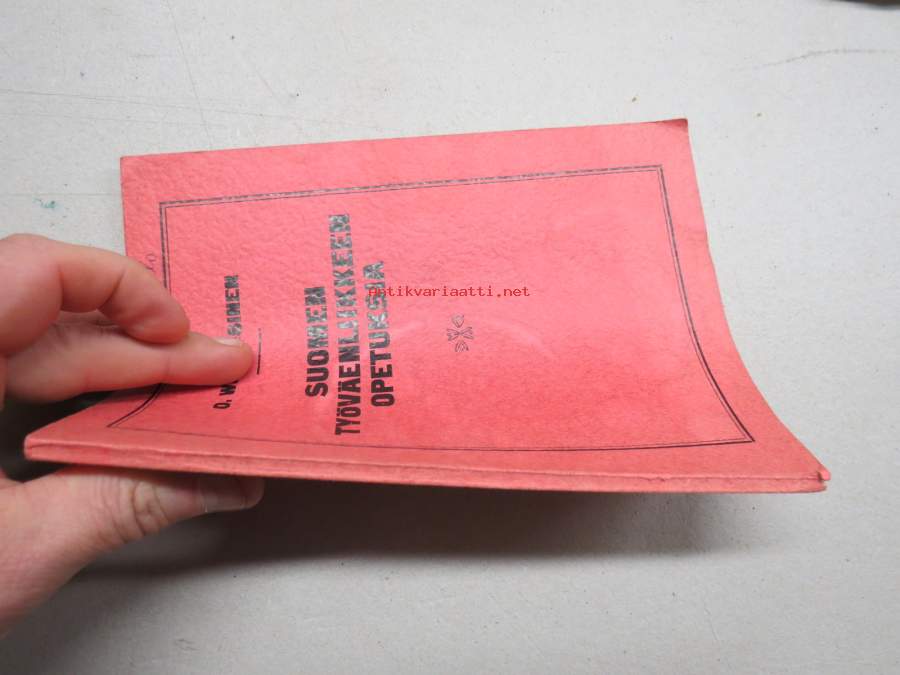 O. W.
SUOMEN
TYÖVÄENLIIKKEEN
OPETUKSIA
antikvariaatti.net